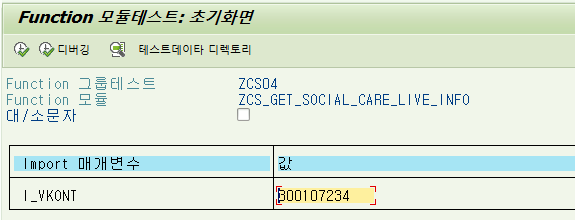 Function 모듈테스트: 초기화면
디버깅 테스트데이타 디렉토리
Function 그룹테스트 ZCS04
Function 모듈 ZCS_GET_SOCIAL_CARE_LIVE_INFO
대/소문자
Import 매개변수 값
I_VKONT 300107234